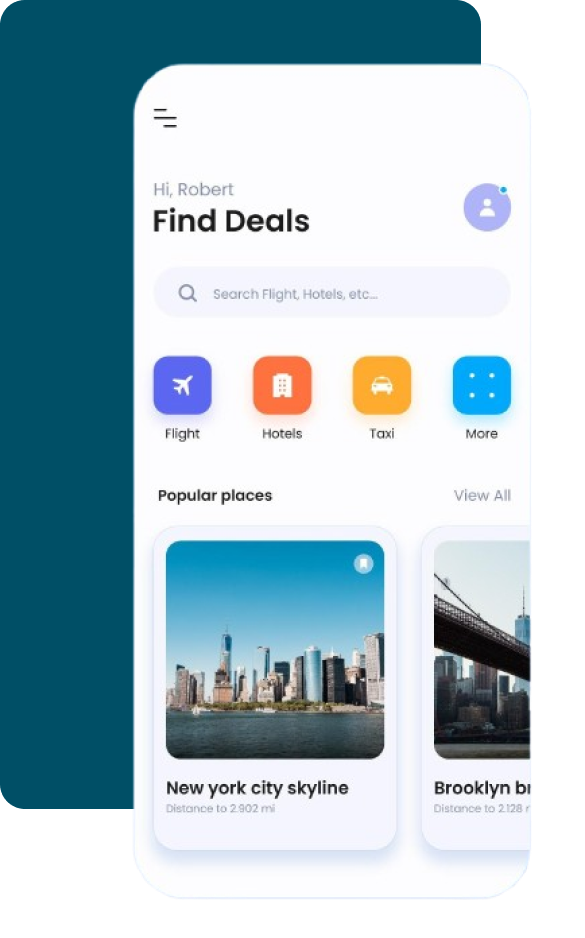 Hi, Robert
Find Deals
Search Flight, Hotels, etc...
Flight
Hotels
Taxi
More
Popular places
View All
New york city skyline
Distance to 2.902 mi
Brooklyn br
Distance to 2.128 r